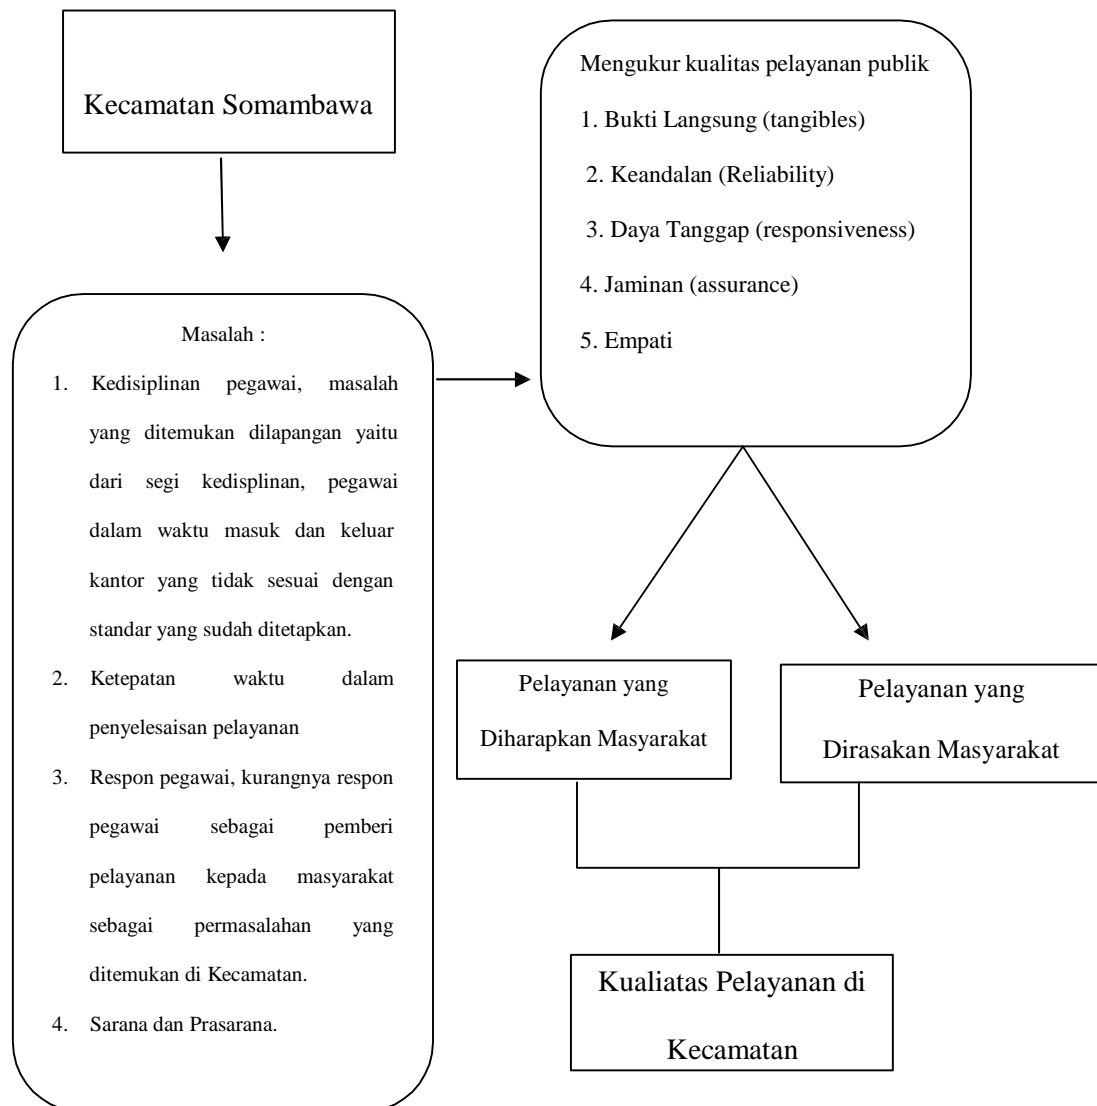 Kecamatan Somambawa
Masalah :
1. Kedisiplinan pegawai, masalah
yang ditemukan dilapangan yaitu
dari segi kedisplinan, pegawai
dalam waktu masuk dan keluar
kantor yang tidak sesuai dengan
standar yang sudah ditetapkan.
2. Ketepatan waktu dalam
penyelesaisan pelayanan
3. Respon pegawai, kurangnya respon
pegawai sebagai pemberi
pelayanan kepada masyarakat
sebagai permasalahan yang
ditemukan di Kecamatan.
4. Sarana dan Prasarana.
Mengukur kualitas pelayanan publik
1. Bukti Langsung (tangibles)
2. Keandalan (Reliability)
3. Daya Tanggap (responsiveness)
4. Jaminan (assurance)
5. Empati
Pelayanan yang
Diharapkan Masyarakat
Pelayanan yang
Dirasakan Masyarakat
Kualiatas Pelayanan di
Kecamatan